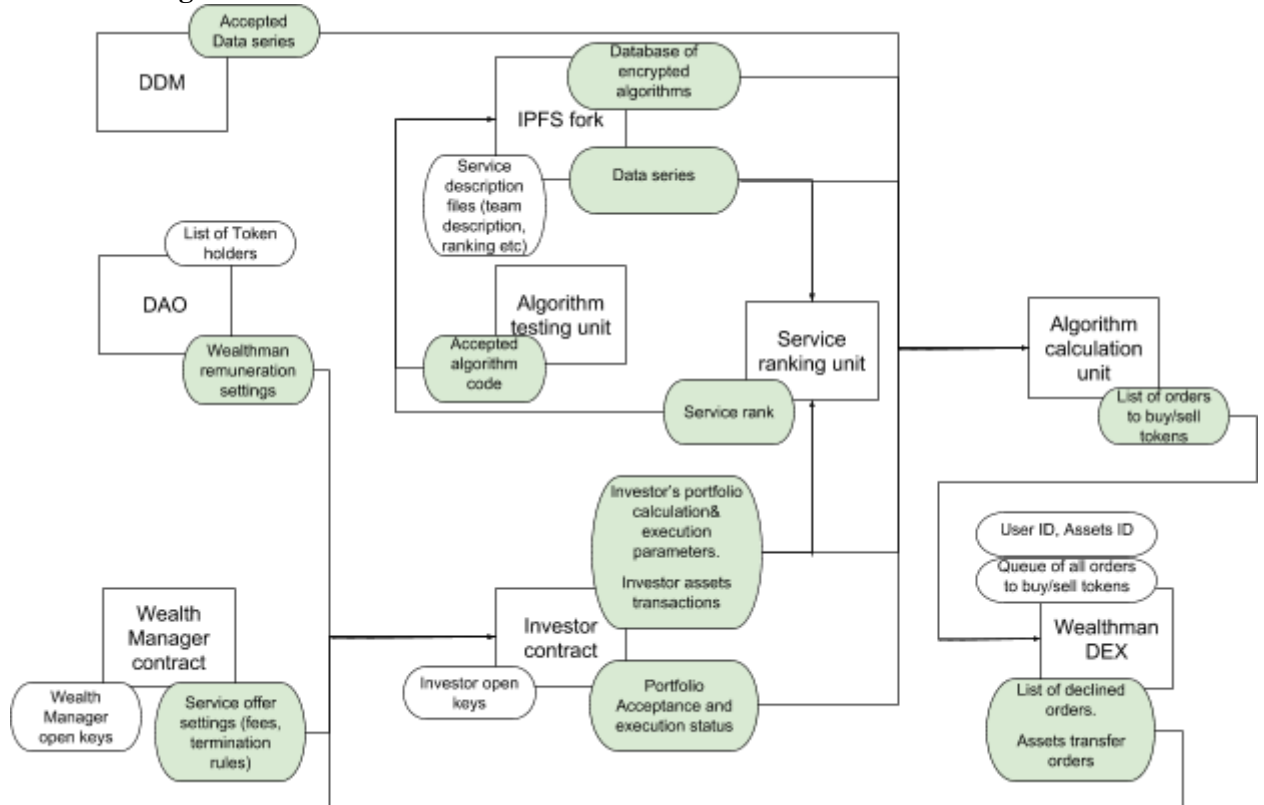 Accepted
Data series
DDM
Database of
encrypted
algorithms
IPFS fork
Service
description
files (team
description,
ranking etc)
Data series
List of Token
holders
DAO
Wealthman
remuneration
settings
Algorithm
testing unit
Accepted
algorithm
code
Service
ranking unit
Service rank
Algorithm
calculation
unit
List of orders
to buy/sell
tokens
Investor's portfolio
calculation&
execution
parameters.
Investor assets
transactions
User ID, Assets ID
Queue of all orders
to buy/sell tokens
Wealthman
DEX
Wealth
Manager
contract
Wealth
Manager
open keys
Service offer
settings (fees,
termination
rules)
Investor
contract
Investor open
keys
Portfolio
Acceptance and
execution status
List of declined
orders.
Assets transfer
orders